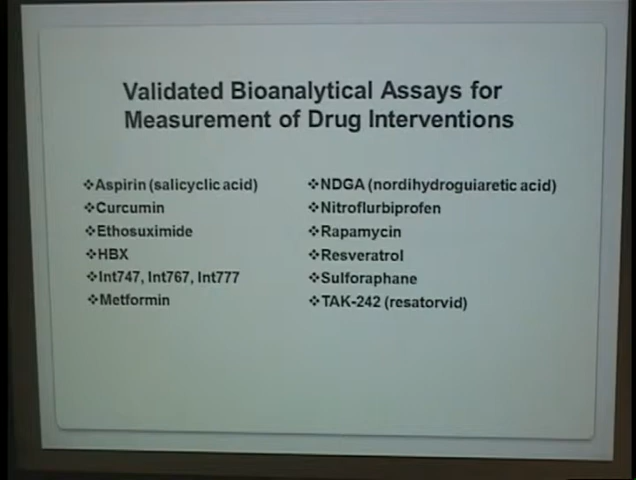 Validated Bioanalytical Assays for
Measurement of Drug Interventions
❖Aspirin (salicyclic acid)
❖Curcumin
❖Ethosuximide
❖HBX
❖Int747, Int767, Int777
❖Metformin
❖NDGA (nordihydroguiaretic acid)
❖Nitroflurbiprofen
❖Rapamycin
❖Resveratrol
❖Sulforaphane
❖TAK-242 (resatorvid)